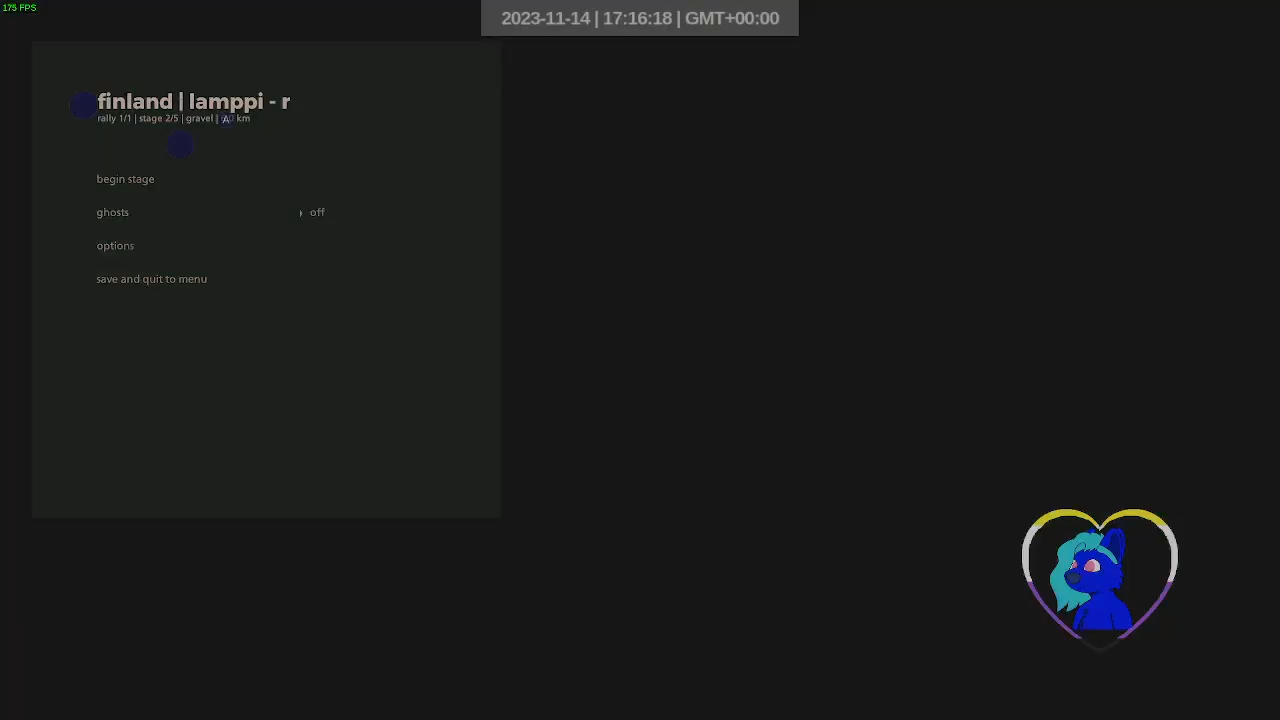 175 FPS
2023-11-14 | 17:16:18 | GMT+00:00
finland | lamppi - r
rally 1/1 | stage 2/5 | gravel | km
A
begin stage
ghosts off
options
save and quit to menu